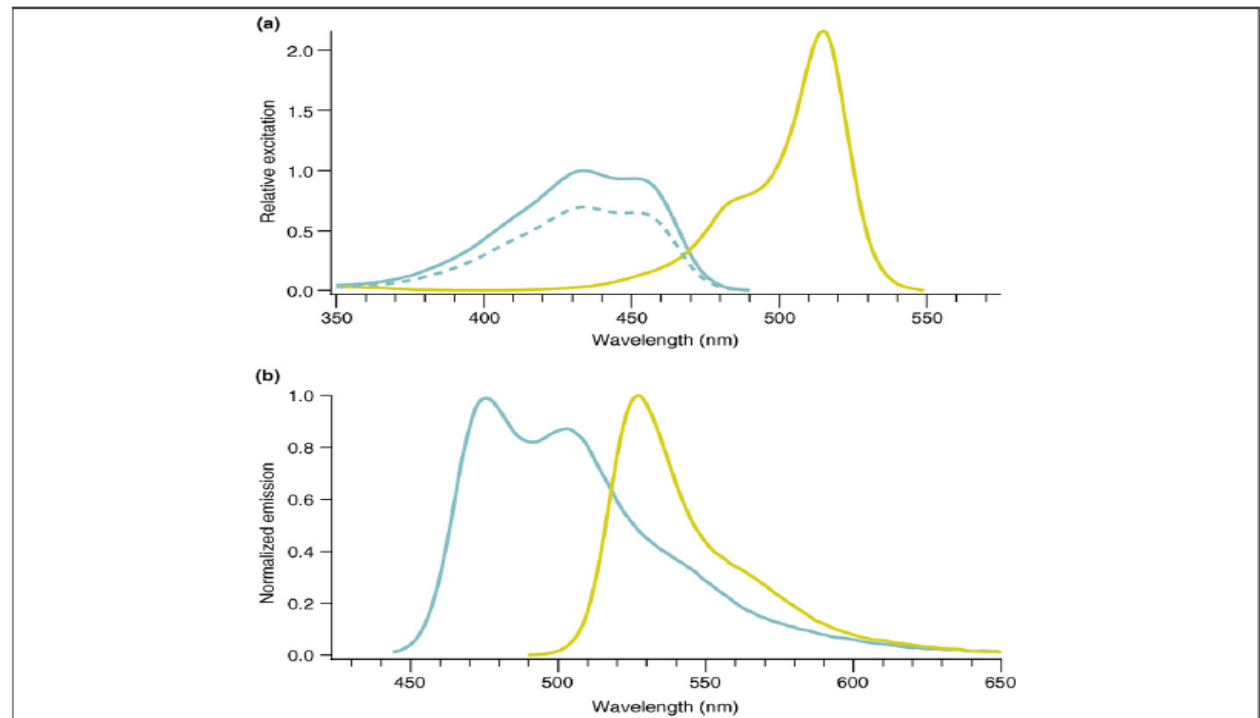 (a)
Relative excitation
2.0
1.5
1.0
0.5
0.0
350 400 450 500 550
Wavelength (nm)
(b)
Normalized emission
1.0
0.8
0.6
0.4
0.2
0.0
450 500 550 600 650
Wavelength (nm)